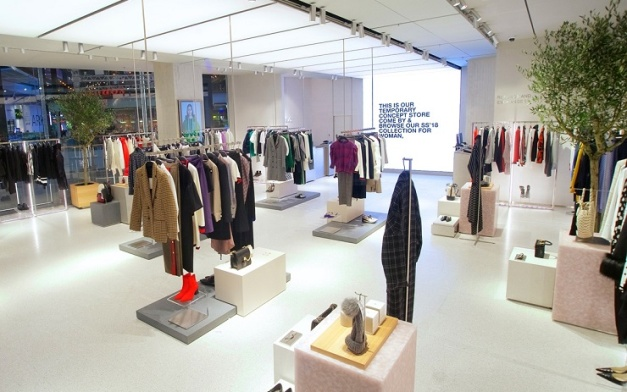 THIS IS OUR
TEMPORARY
CONCEPT STORE
COME BY &
BROWSE OUR SS'18
COLLECTION FOR
WOMAN,